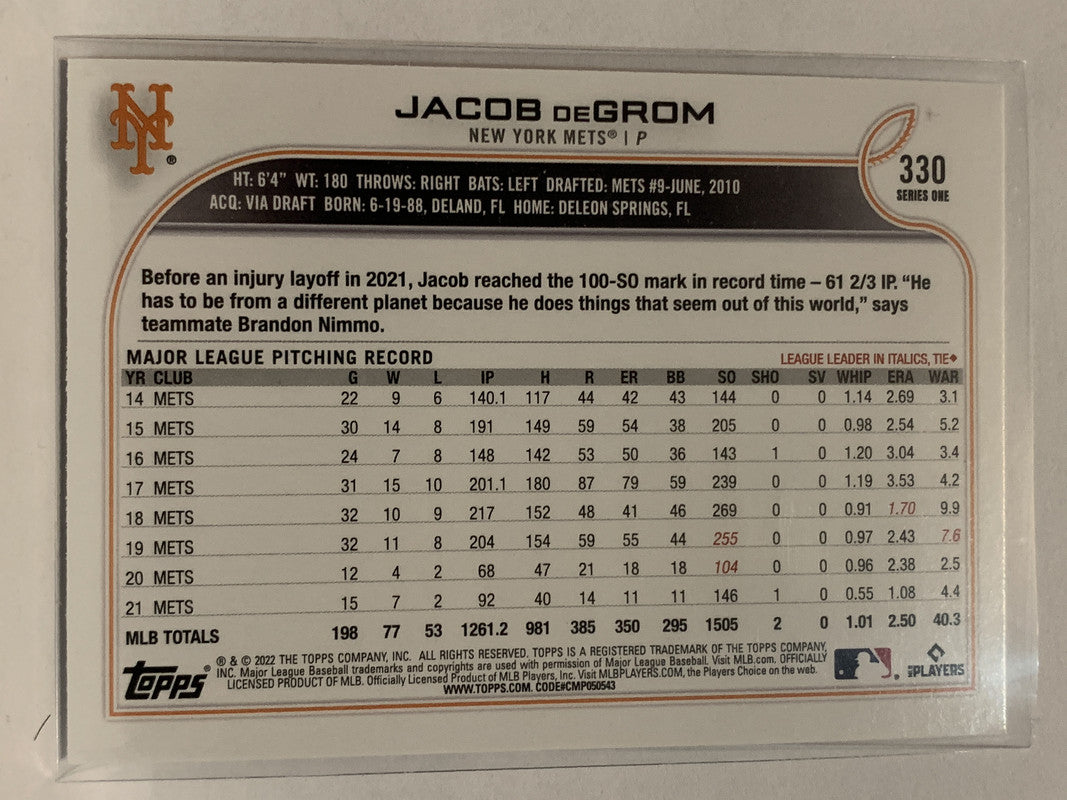 NY ®
JACOB deGROM
NEW YORK METS® | P
330
SERIES ONE
HT: 6'4" WT: 180 THROWS: RIGHT BATS: LEFT DRAFTED: METS #9-JUNE, 2010
ACQ: VIA DRAFT BORN: 6-19-88, DELAND, FL HOME: DELEON SPRINGS, FL
Before an injury layoff in 2021, Jacob reached the 100-SO mark in record time – 61 2/3 IP. “He
has to be from a different planet because he does things that seem out of this world,” says
teammate Brandon Nimmo.
MAJOR LEAGUE PITCHING RECORD LEAGUE LEADER IN ITALICS, TIE◆
YR CLUB G W L IP H R ER BB SO SHO SV WHIP ERA WAR
14 METS 22 9 6 140.1 117 44 42 43 144 0 0 1.14 2.69 3.1
15 METS 30 14 8 191 149 59 54 38 205 0 0 0.98 2.54 5.2
16 METS 24 7 8 148 142 53 50 36 143 1 0 1.20 3.04 3.4
17 METS 31 15 10 201.1 180 87 79 59 239 0 0 1.19 3.53 4.2
18 METS 32 10 9 217 152 48 41 46 269 0 0 0.91 1.70 9.9
19 METS 32 11 8 204 154 59 55 44 255 0 0 0.97 2.43 7.6
20 METS 12 4 2 68 47 21 18 18 104 0 0 0.96 2.38 2.5
21 METS 15 7 2 92 40 14 11 11 146 1 0 0.55 1.08 4.4
MLB TOTALS 198 77 53 1261.2 981 385 350 295 1505 2 0 1.01 2.50 40.3
Topps®
® & © 2022 THE TOPPS COMPANY, INC. ALL RIGHTS RESERVED. TOPPS IS A REGISTERED TRADEMARK OF THE TOPPS COMPANY,
INC. Major League Baseball trademarks and copyrights are used with permission of Major League Baseball. Visit MLB.com. OFFICIALLY
LICENSED PRODUCT OF MLB. Officially Licensed Product of MLB Players, Inc. Visit MLBPLAYERS.COM, the Players Choice on the web.
WWW.TOPPS.COM. CODE#CMP050543
MLB PLAYERS